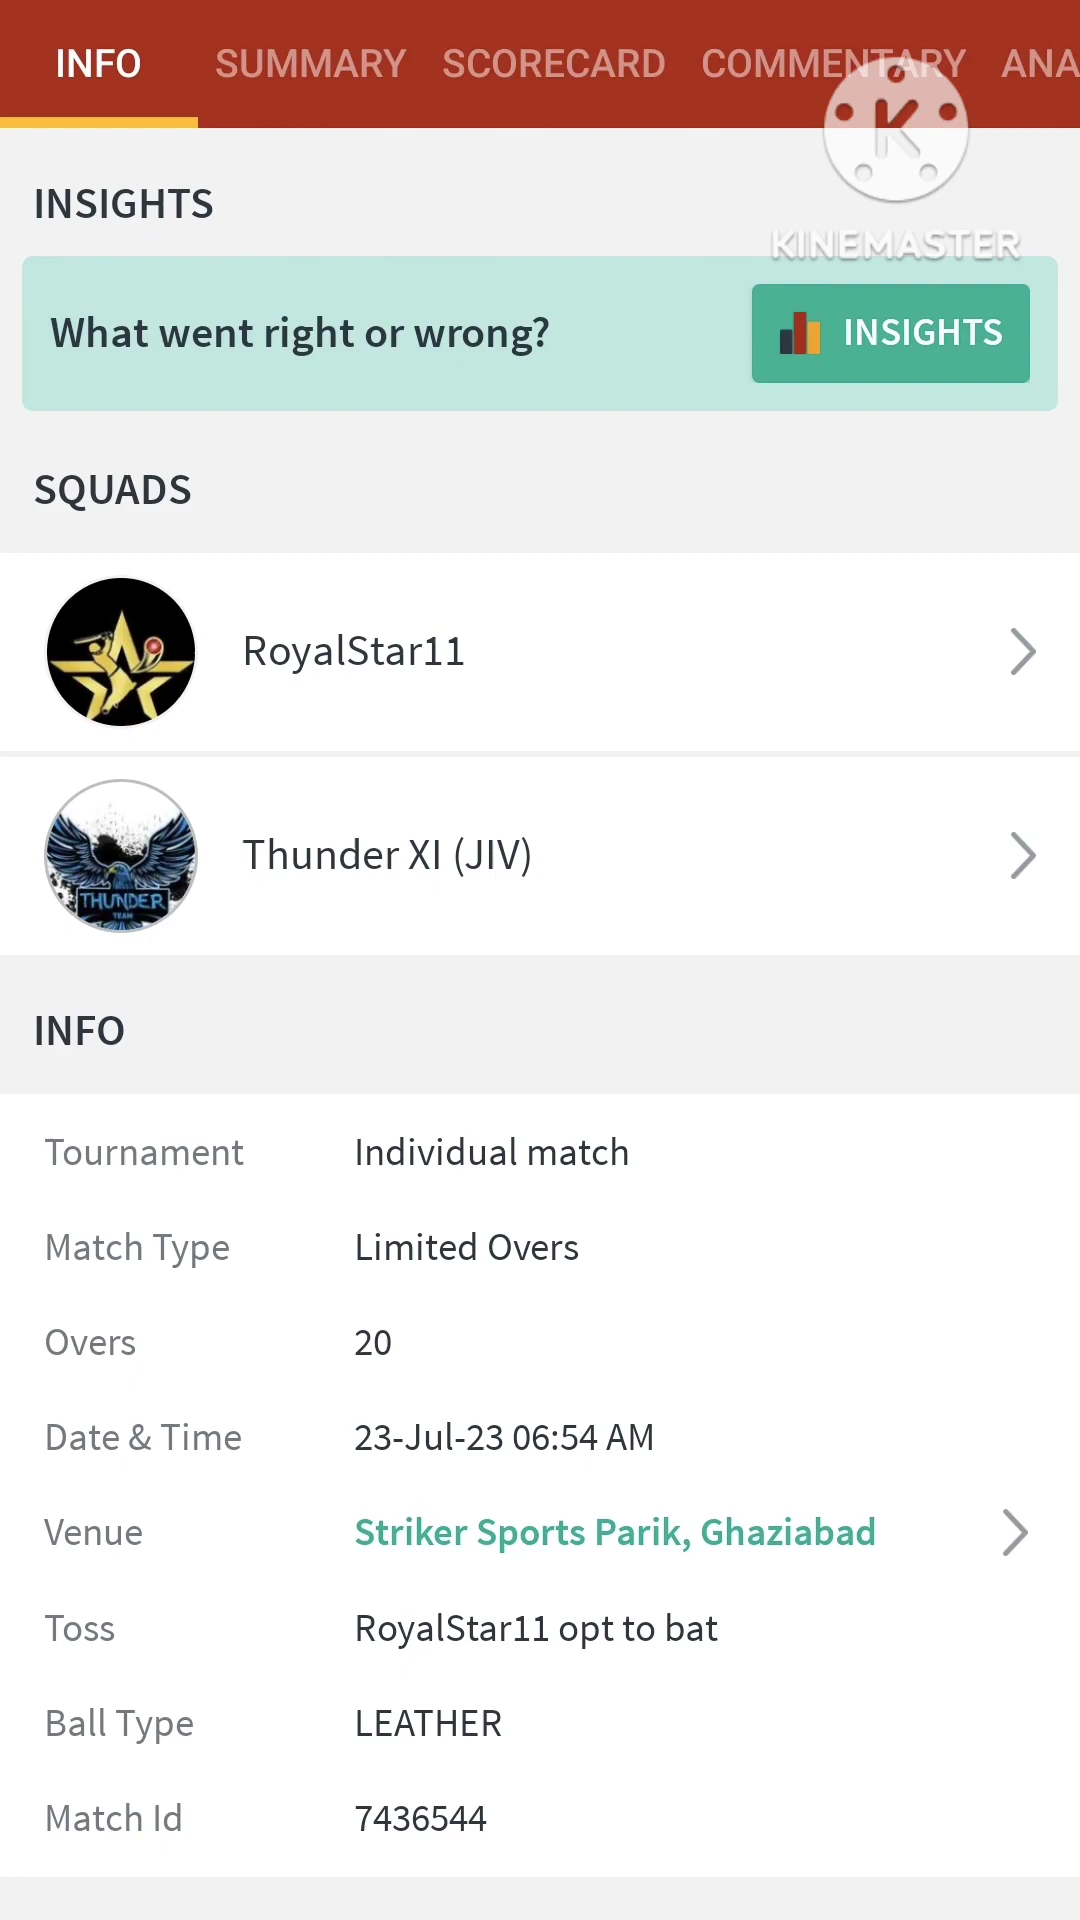 INFO SUMMARY SCORECARD COMMENTARY ANA
KINEMASTER
INSIGHTS
What went right or wrong? INSIGHTS
SQUADS
RoyalStar11
THUNDER
TEAM
Thunder XI (JIV)
INFO
Tournament Individual match
Match Type Limited Overs
Overs 20
Date & Time 23-Jul-23 06:54 AM
Venue Striker Sports Parik, Ghaziabad
Toss RoyalStar11 opt to bat
Ball Type LEATHER
Match Id 7436544